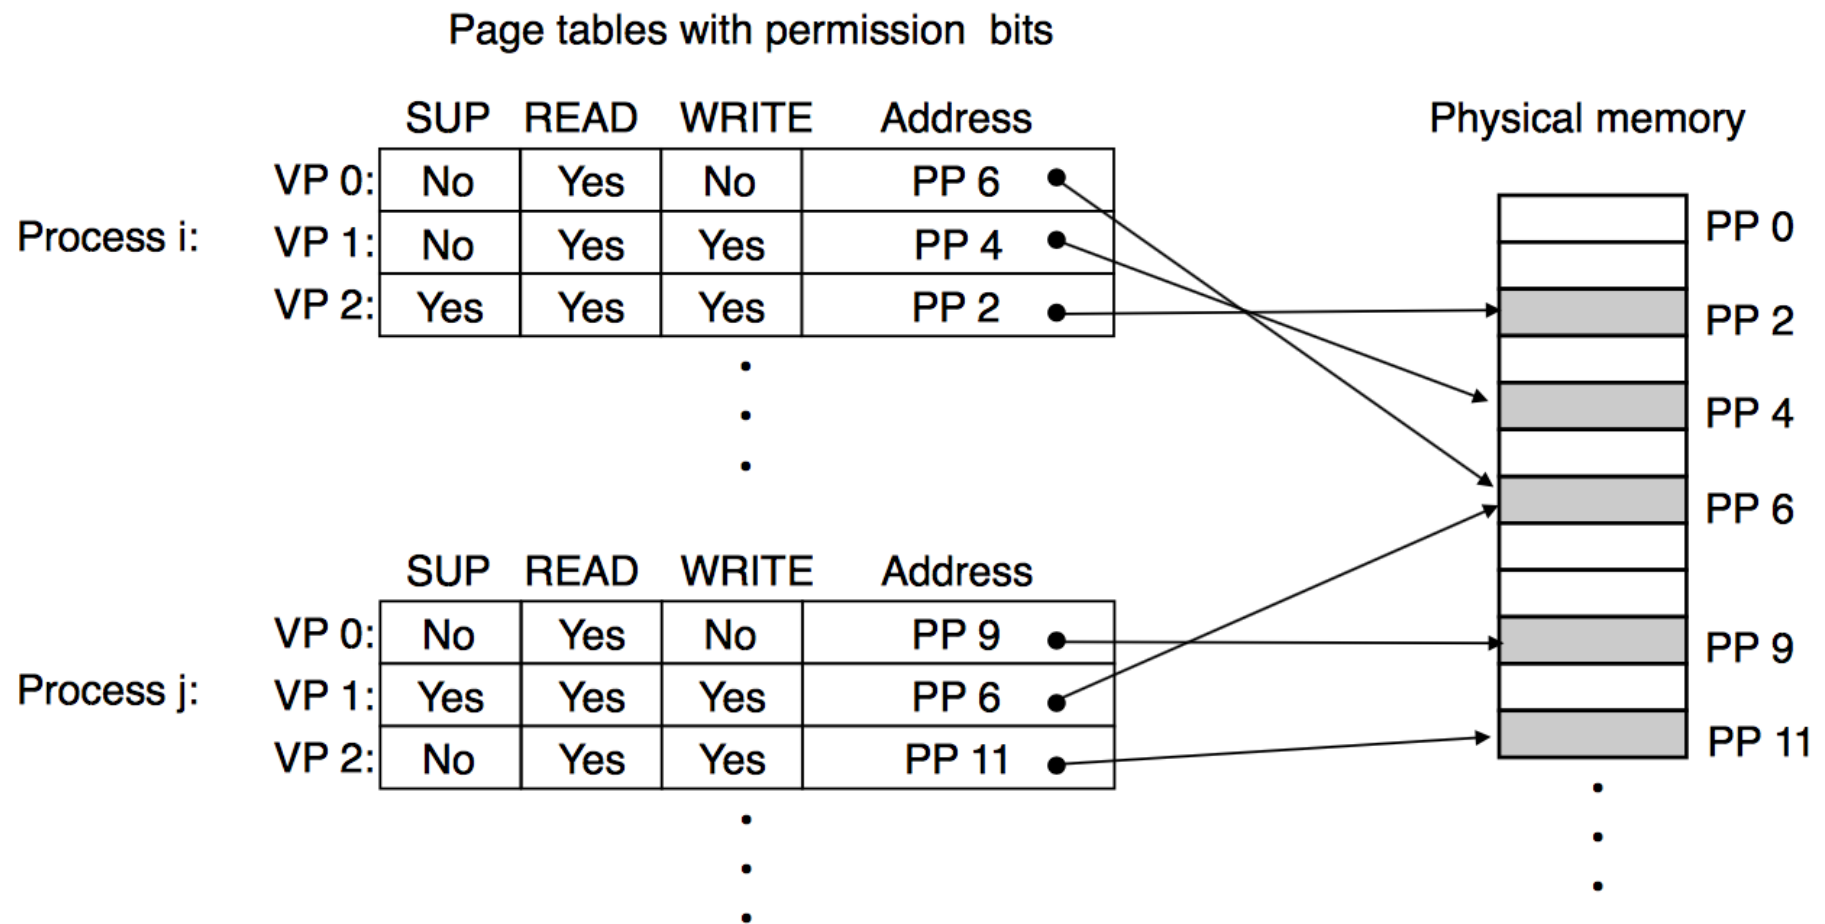 Page tables with permission bits
SUP READ WRITE Address
Physical memory
Process i:
VP 0: No Yes No PP 6
VP 1: No Yes Yes PP 4
VP 2: Yes Yes Yes PP 2
SUP READ WRITE Address
Process j:
VP 0: No Yes No PP 9
VP 1: Yes Yes Yes PP 6
VP 2: No Yes Yes PP 11
PP 0
PP 2
PP 4
PP 6
PP 9
PP 11